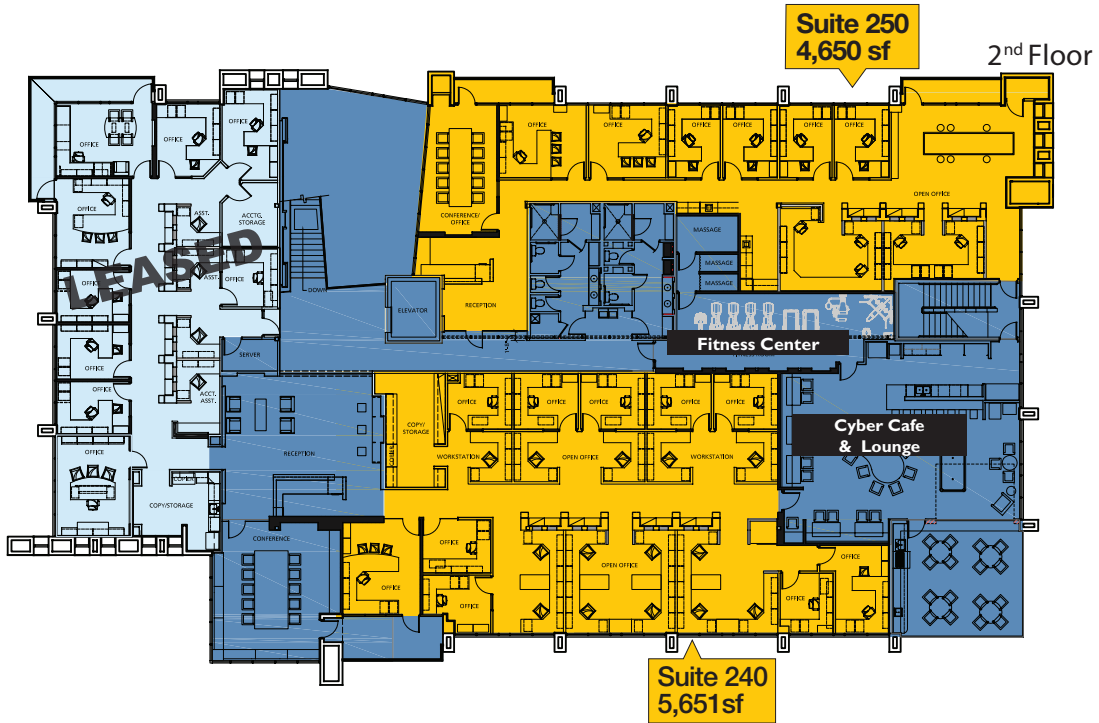 Suite 250
4,650 sf
2nd Floor
OFFICE
OFFICE
OFFICE
OFFICE
OFFICE
OFFICE
OFFICE
OFFICE
OFFICE
CONFERENCE/
OFFICE
OPEN OFFICE
OFFICE
ASST.
ACCTG.
STORAGE
MASSAGE
MASSAGE
MASSAGE
LEASED
OFFICE
ASST.
OFFICE
DOWN
ELEVATOR
RECEPTION
Fitness Center
SERVER
OFFICE
OFFICE
ACCT.
ASST.
OFFICE
OFFICE
OFFICE
OFFICE
OFFICE
COPY/
STORAGE
COPIER
Cyber Cafe
& Lounge
OFFICE
RECEPTION
WORKSTATION
OPEN OFFICE
WORKSTATION
COPIER
COPY/STORAGE
CONFERENCE
OFFICE
OFFICE
OPEN OFFICE
OFFICE
OFFICE
OFFICE
Suite 240
5,651sf